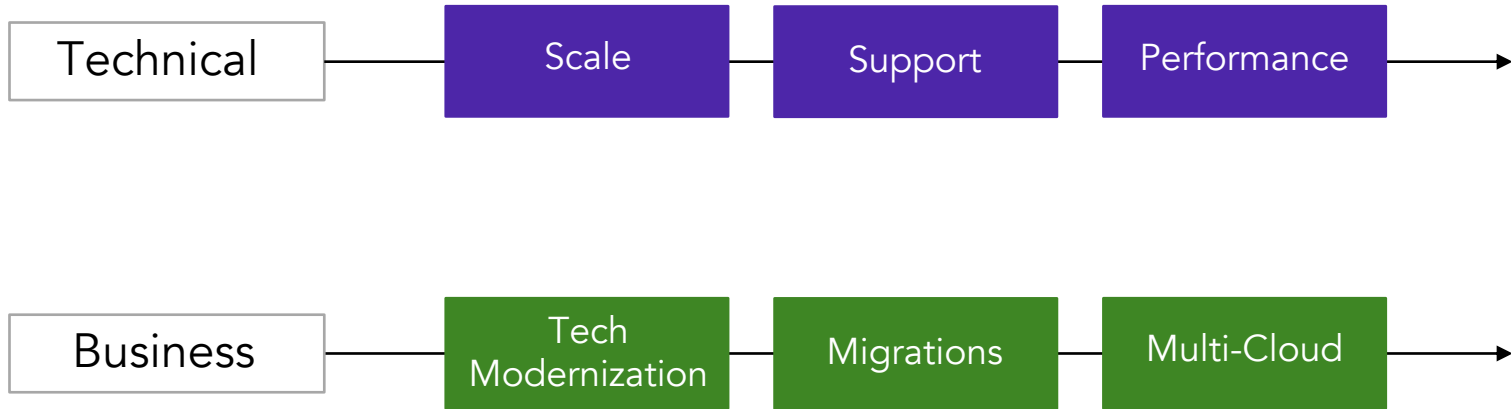 Technical
Scale
Support
Performance
Business
Tech
Modernization
Migrations
Multi-Cloud